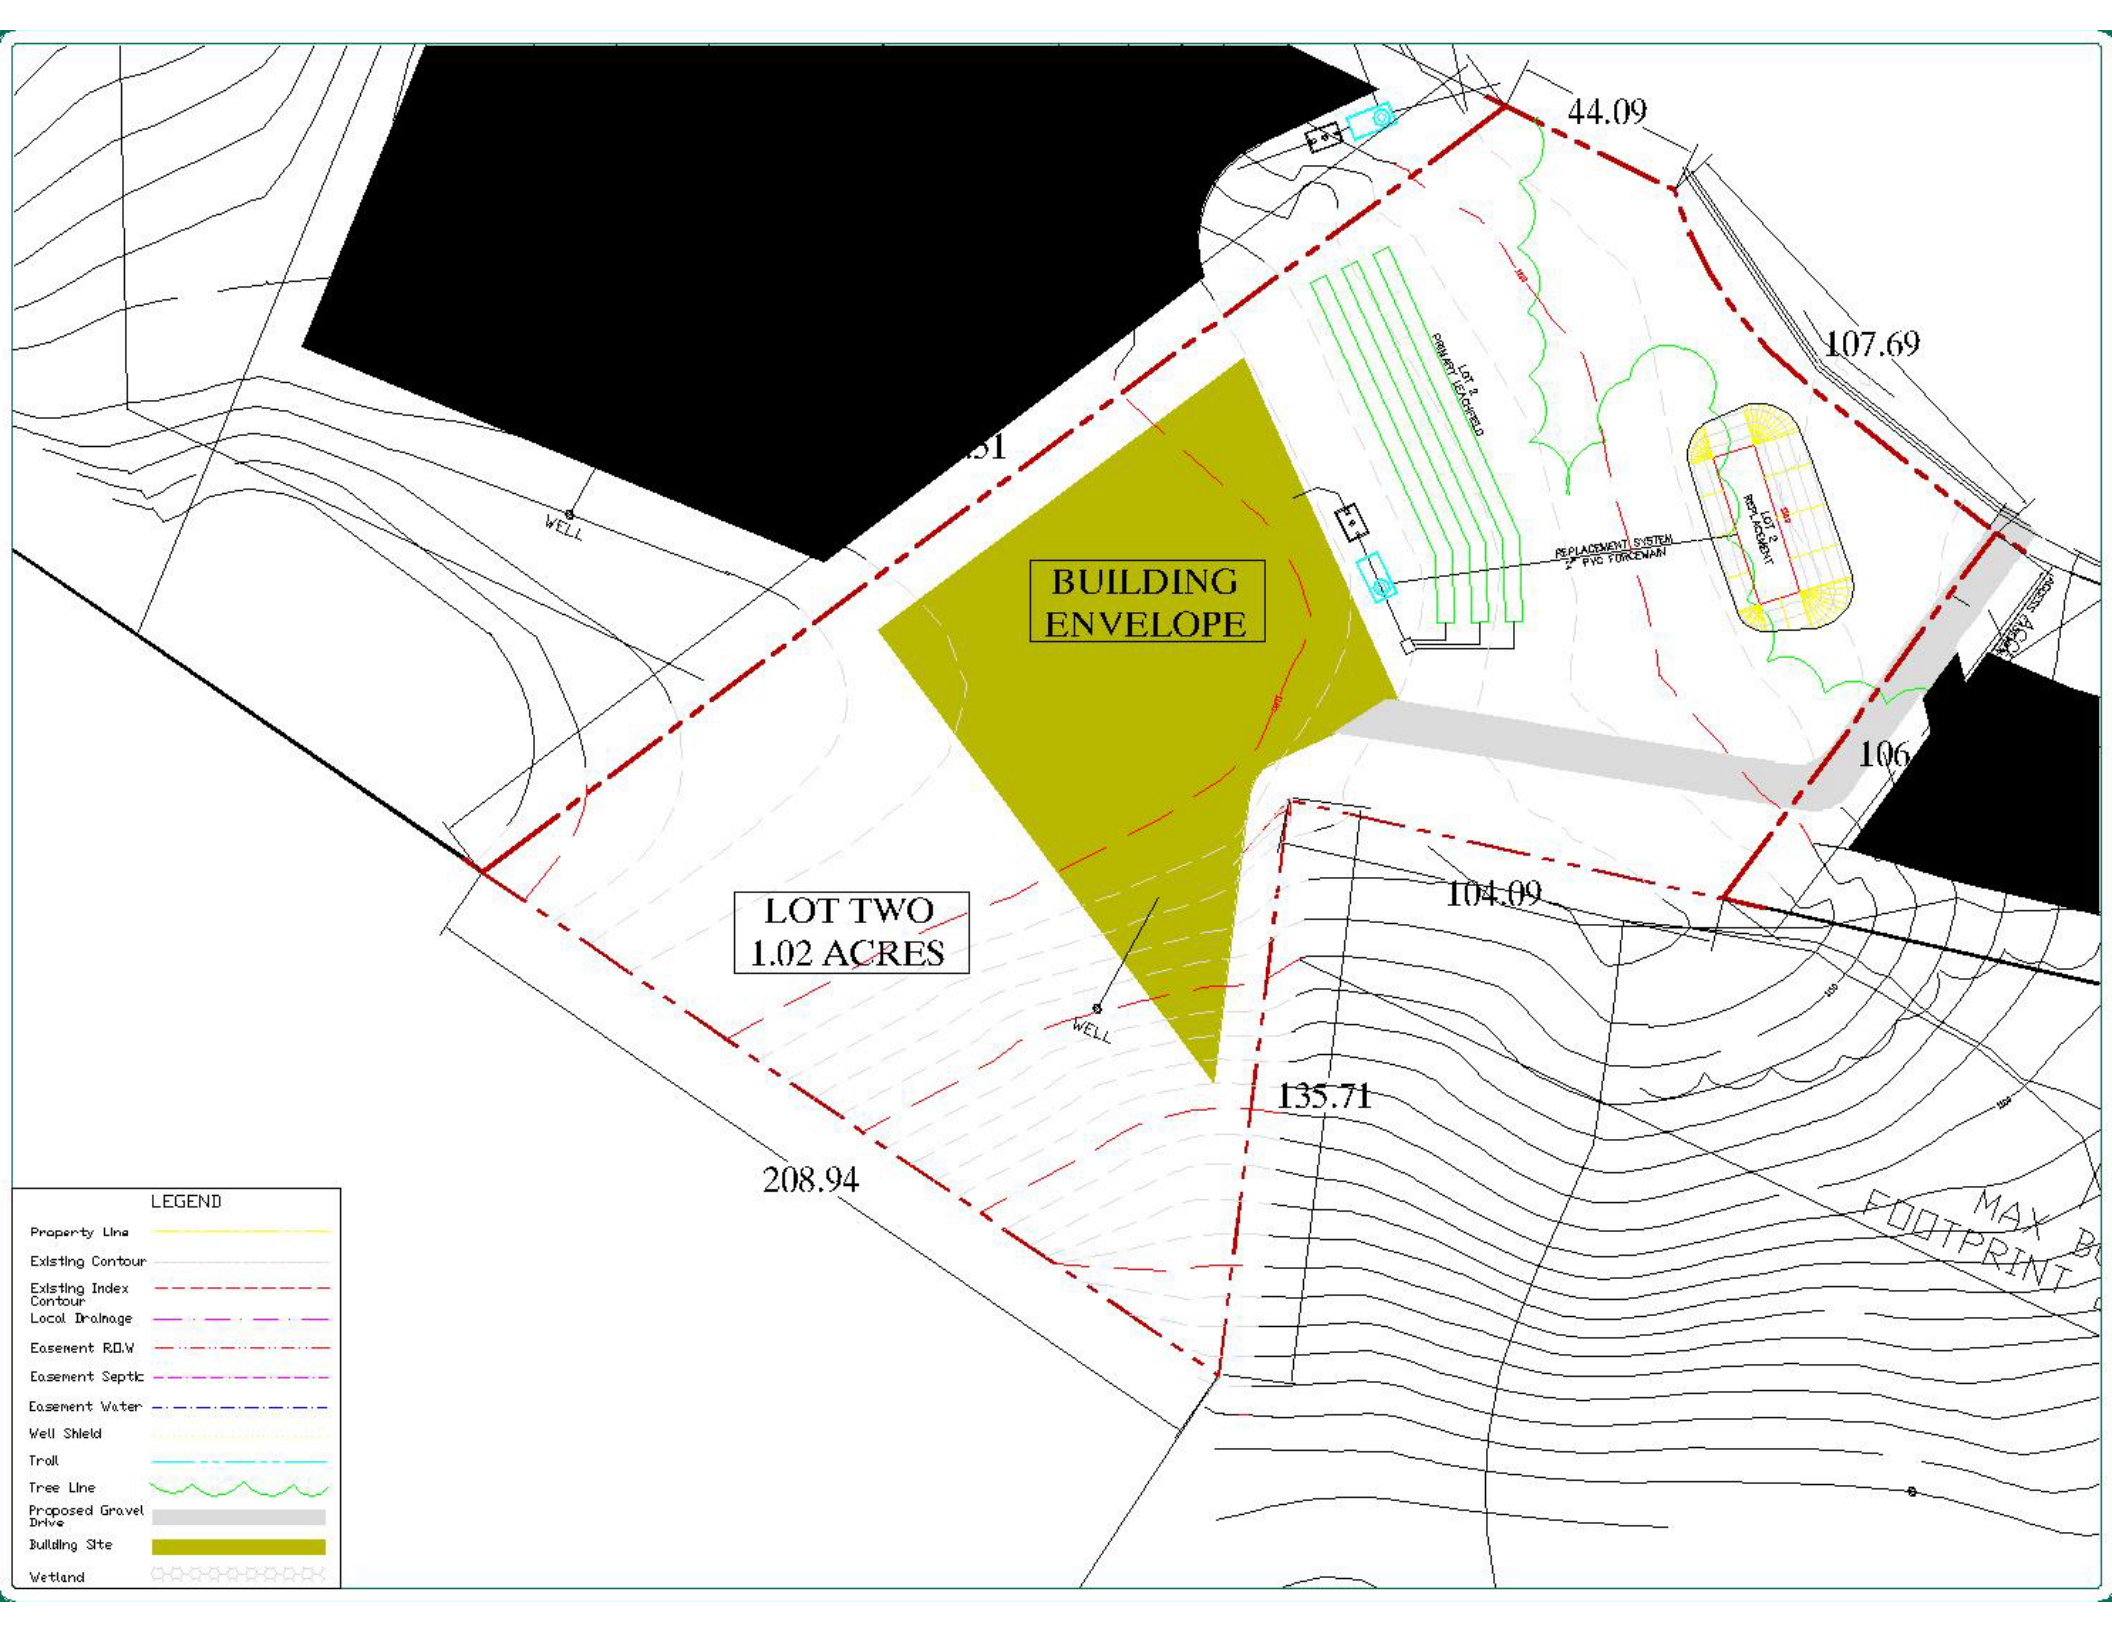 44.09
107.69
.51
LOT 2
PRIMARY LEACHFIELD
WELL
BUILDING
ENVELOPE
REPLACEMENT SYSTEM
PVC FORCEMAIN
LOT 2
REPLACEMENT
106
104.09
LOT TWO
1.02 ACRES
WELL
135.71
208.94
MAX
FOOTPRINT
LEGEND
Property Line
Existing Contour
Existing Index
Contour
Local Drainage
Easement R.O.W
Easement Septic
Easement Water
Well Shield
Trail
Tree Line
Proposed Gravel
Drive
Building Site
Wetland